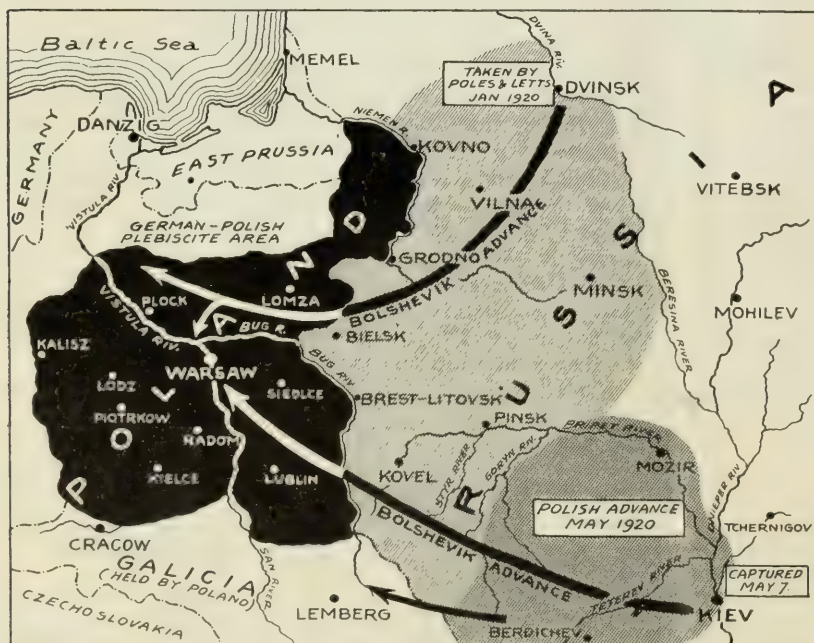 Baltic Sea
MEMEL
DVINA RIV.
TAKEN BY
POLES & LETTS
JAN 1920
DVINSK
DANZIG
NIEMEN R.
KOVNO
GERMANY
EAST PRUSSIA
VISTULA RIV.
VILNA
VITEBSK
GERMAN-POLISH
PLEBISCITE AREA
GRODNO
BOLSHEVIK ADVANCE
MINSK
BERESINA RIVER
MOHILEV
PLOCK
LOMZA
VISTULA RIV.
BUG R.
BIELSK
KALISZ
WARSAW
BUG RIV.
LODZ
SIEDLCE
BREST-LITOVSK
PIOTRKOW
PINSK
PRIPET RIVER
RADOM
STYR RIVER
GORYN RIV.
MOZIR
KIELCE
LUBLIN
KOVEL
DNIEPER RIV.
POLAND
RUSSIA
POLISH ADVANCE
MAY 1920
TCHERNIGOV
CRACOW
BOLSHEVIK ADVANCE
GALICIA
(HELD BY POLAND)
SAN RIVER
TETEREV RIVER
CAPTURED
MAY 7.
KIEV
CZECHO SLOVAKIA
LEMBERG
BERDICHEV